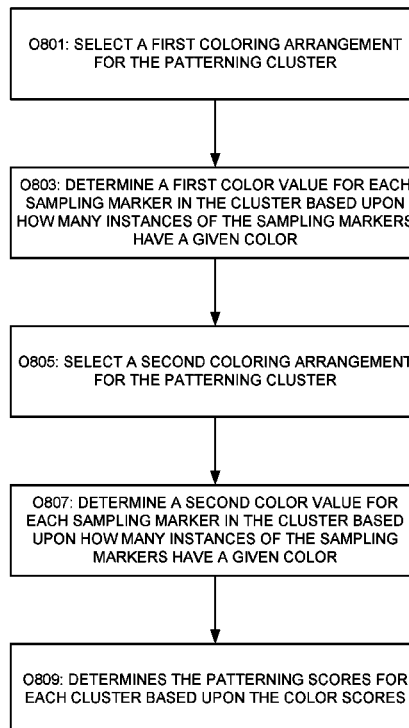 O801: SELECT A FIRST COLORING ARRANGEMENT
FOR THE PATTERNING CLUSTER
O803: DETERMINE A FIRST COLOR VALUE FOR EACH
SAMPLING MARKER IN THE CLUSTER BASED UPON
HOW MANY INSTANCES OF THE SAMPLING MARKERS
HAVE A GIVEN COLOR
O805: SELECT A SECOND COLORING ARRANGEMENT
FOR THE PATTERNING CLUSTER
O807: DETERMINE A SECOND COLOR VALUE FOR
EACH SAMPLING MARKER IN THE CLUSTER BASED
UPON HOW MANY INSTANCES OF THE SAMPLING
MARKERS HAVE A GIVEN COLOR
O809: DETERMINES THE PATTERNING SCORES FOR
EACH CLUSTER BASED UPON THE COLOR SCORES